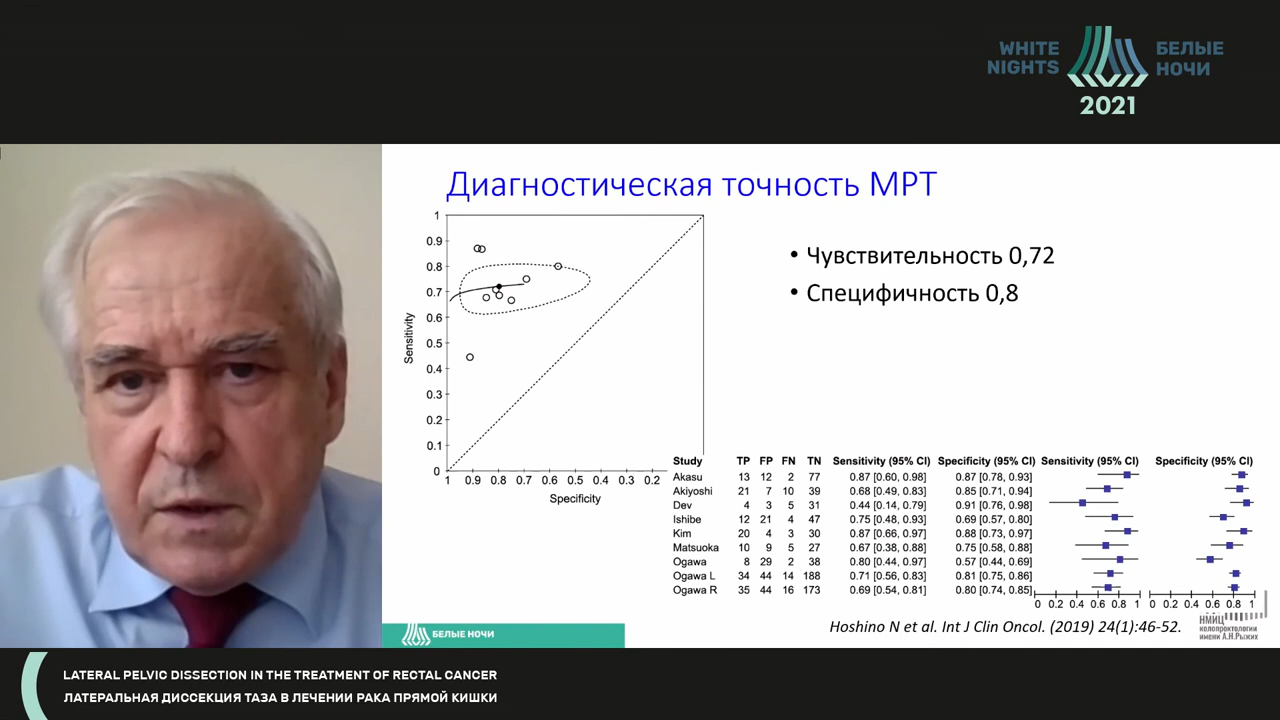 WHITE NIGHTS
БЕЛЫЕ НОЧИ
2021
Диагностическая точность МРТ
• Чувствительность 0,72
• Специфичность 0,8
Sensitivity
1
0.9
0.8
0.7
0.6
0.5
0.4
0.3
0.2
0.1
0
1 0.9 0.8 0.7 0.6 0.5 0.4 0.3 0.2
Specificity
Study TP FP FN TN Sensitivity (95% CI) Specificity (95% CI) Sensitivity (95% CI) Specificity (95% CI)
Akasu 13 12 2 77 0.87 [0.60, 0.98] 0.87 [0.78, 0.93]
Akiyoshi 21 7 10 39 0.68 [0.49, 0.83] 0.85 [0.71, 0.94]
Dev 4 3 5 31 0.44 [0.14, 0.79] 0.91 [0.76, 0.98]
Ishibe 12 21 4 47 0.75 [0.48, 0.93] 0.69 [0.57, 0.80]
Kim 20 4 3 30 0.87 [0.66, 0.97] 0.88 [0.73, 0.97]
Matsuoka 10 9 5 27 0.67 [0.38, 0.88] 0.75 [0.58, 0.88]
Ogawa 8 29 2 38 0.80 [0.44, 0.97] 0.57 [0.44, 0.69]
Ogawa L 34 44 14 188 0.71 [0.56, 0.83] 0.81 [0.75, 0.86]
Ogawa R 35 44 16 173 0.69 [0.54, 0.81] 0.80 [0.74, 0.85]
0 0.2 0.4 0.6 0.8 1 0 0.2 0.4 0.6 0.8 1
Hoshino N et al. Int J Clin Oncol. (2019) 24(1):46-52.
НМИЦ
колопроктологии
имени А.Н.Рыжих
БЕЛЫЕ НОЧИ
LATERAL PELVIC DISSECTION IN THE TREATMENT OF RECTAL CANCER
ЛАТЕРАЛЬНАЯ ДИССЕКЦИЯ ТАЗА В ЛЕЧЕНИИ РАКА ПРЯМОЙ КИШКИ